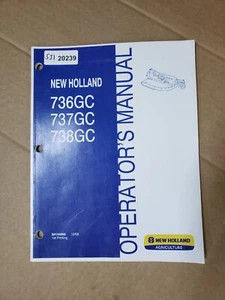 531 20239
NEW HOLLAND
736GC
737GC
738GC
OPERATOR'S MANUAL
1st Printing
NEW HOLLAND
AGRICULTURE